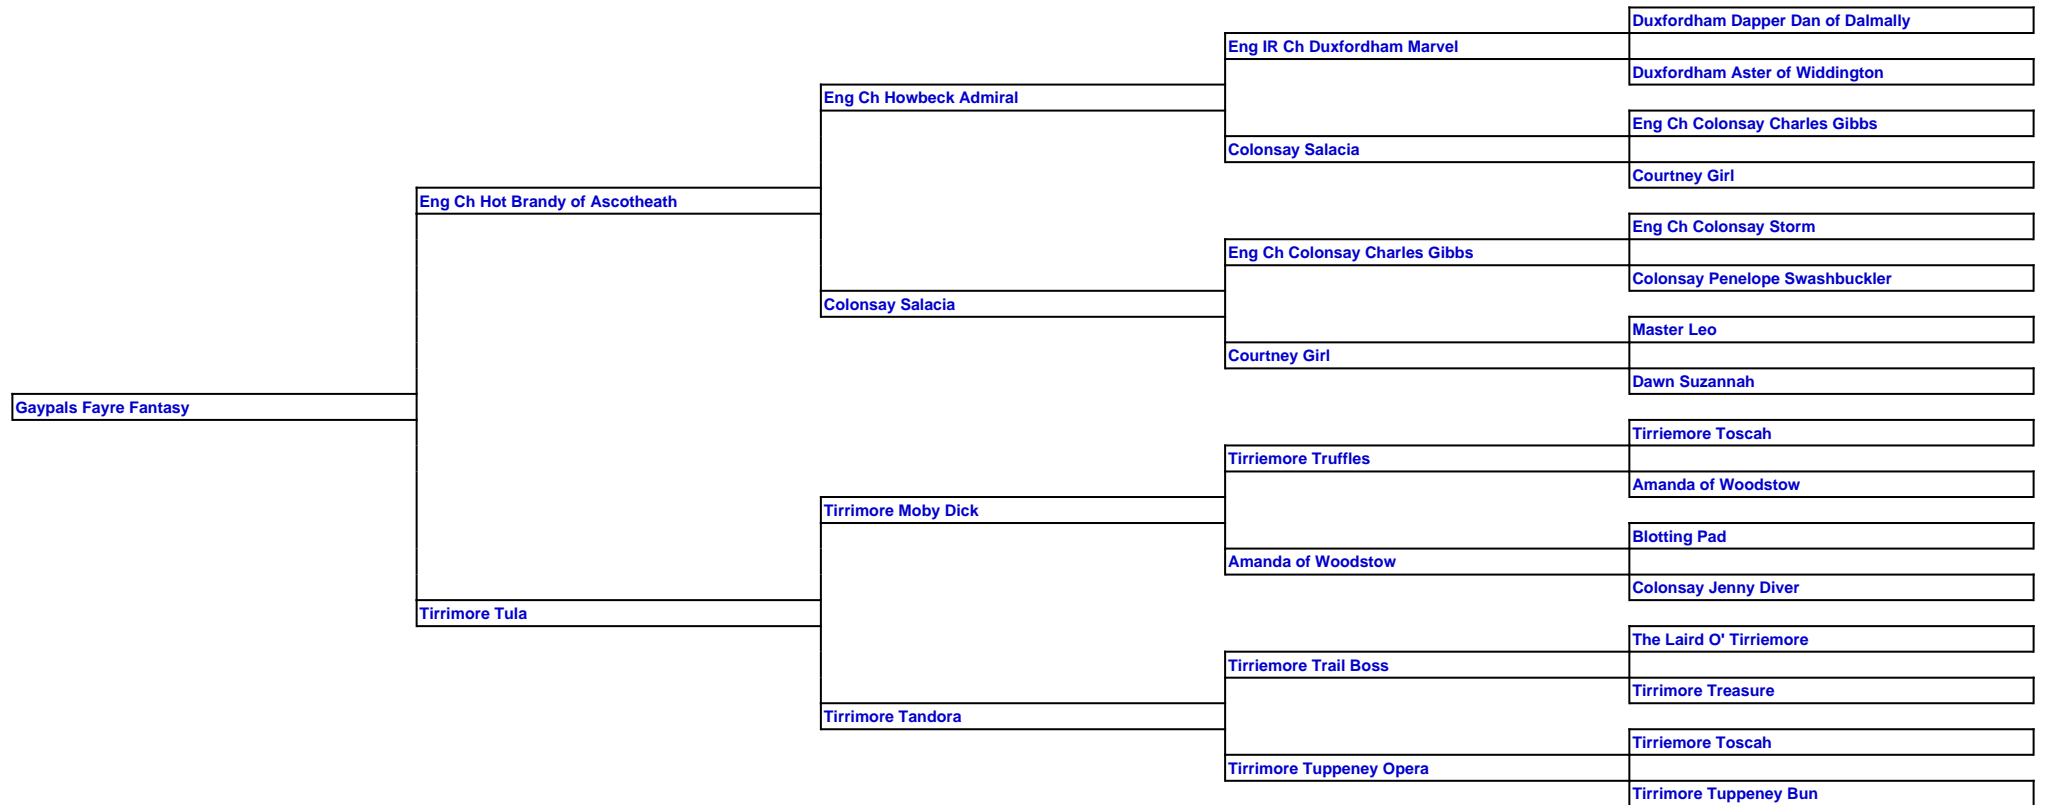 Duxfordham Dapper Dan of Dalmally
Eng IR Ch Duxfordham Marvel
Duxfordham Aster of Widdington
Eng Ch Howbeck Admiral
Eng Ch Colonsay Charles Gibbs
Colonsay Salacia
Courtney Girl
Eng Ch Hot Brandy of Ascotheath
Eng Ch Colonsay Storm
Eng Ch Colonsay Charles Gibbs
Colonsay Penelope Swashbuckler
Colonsay Salacia
Master Leo
Courtney Girl
Dawn Suzannah
Gaypals Fayre Fantasy
Tirriemore Toscah
Tirriemore Truffles
Amanda of Woodstow
Tirrimore Moby Dick
Blotting Pad
Amanda of Woodstow
Colonsay Jenny Diver
Tirrimore Tula
The Laird O' Tirriemore
Tirriemore Trail Boss
Tirrimore Treasure
Tirrimore Tandora
Tirriemore Toscah
Tirrimore Tuppeney Opera
Tirrimore Tuppeney Bun